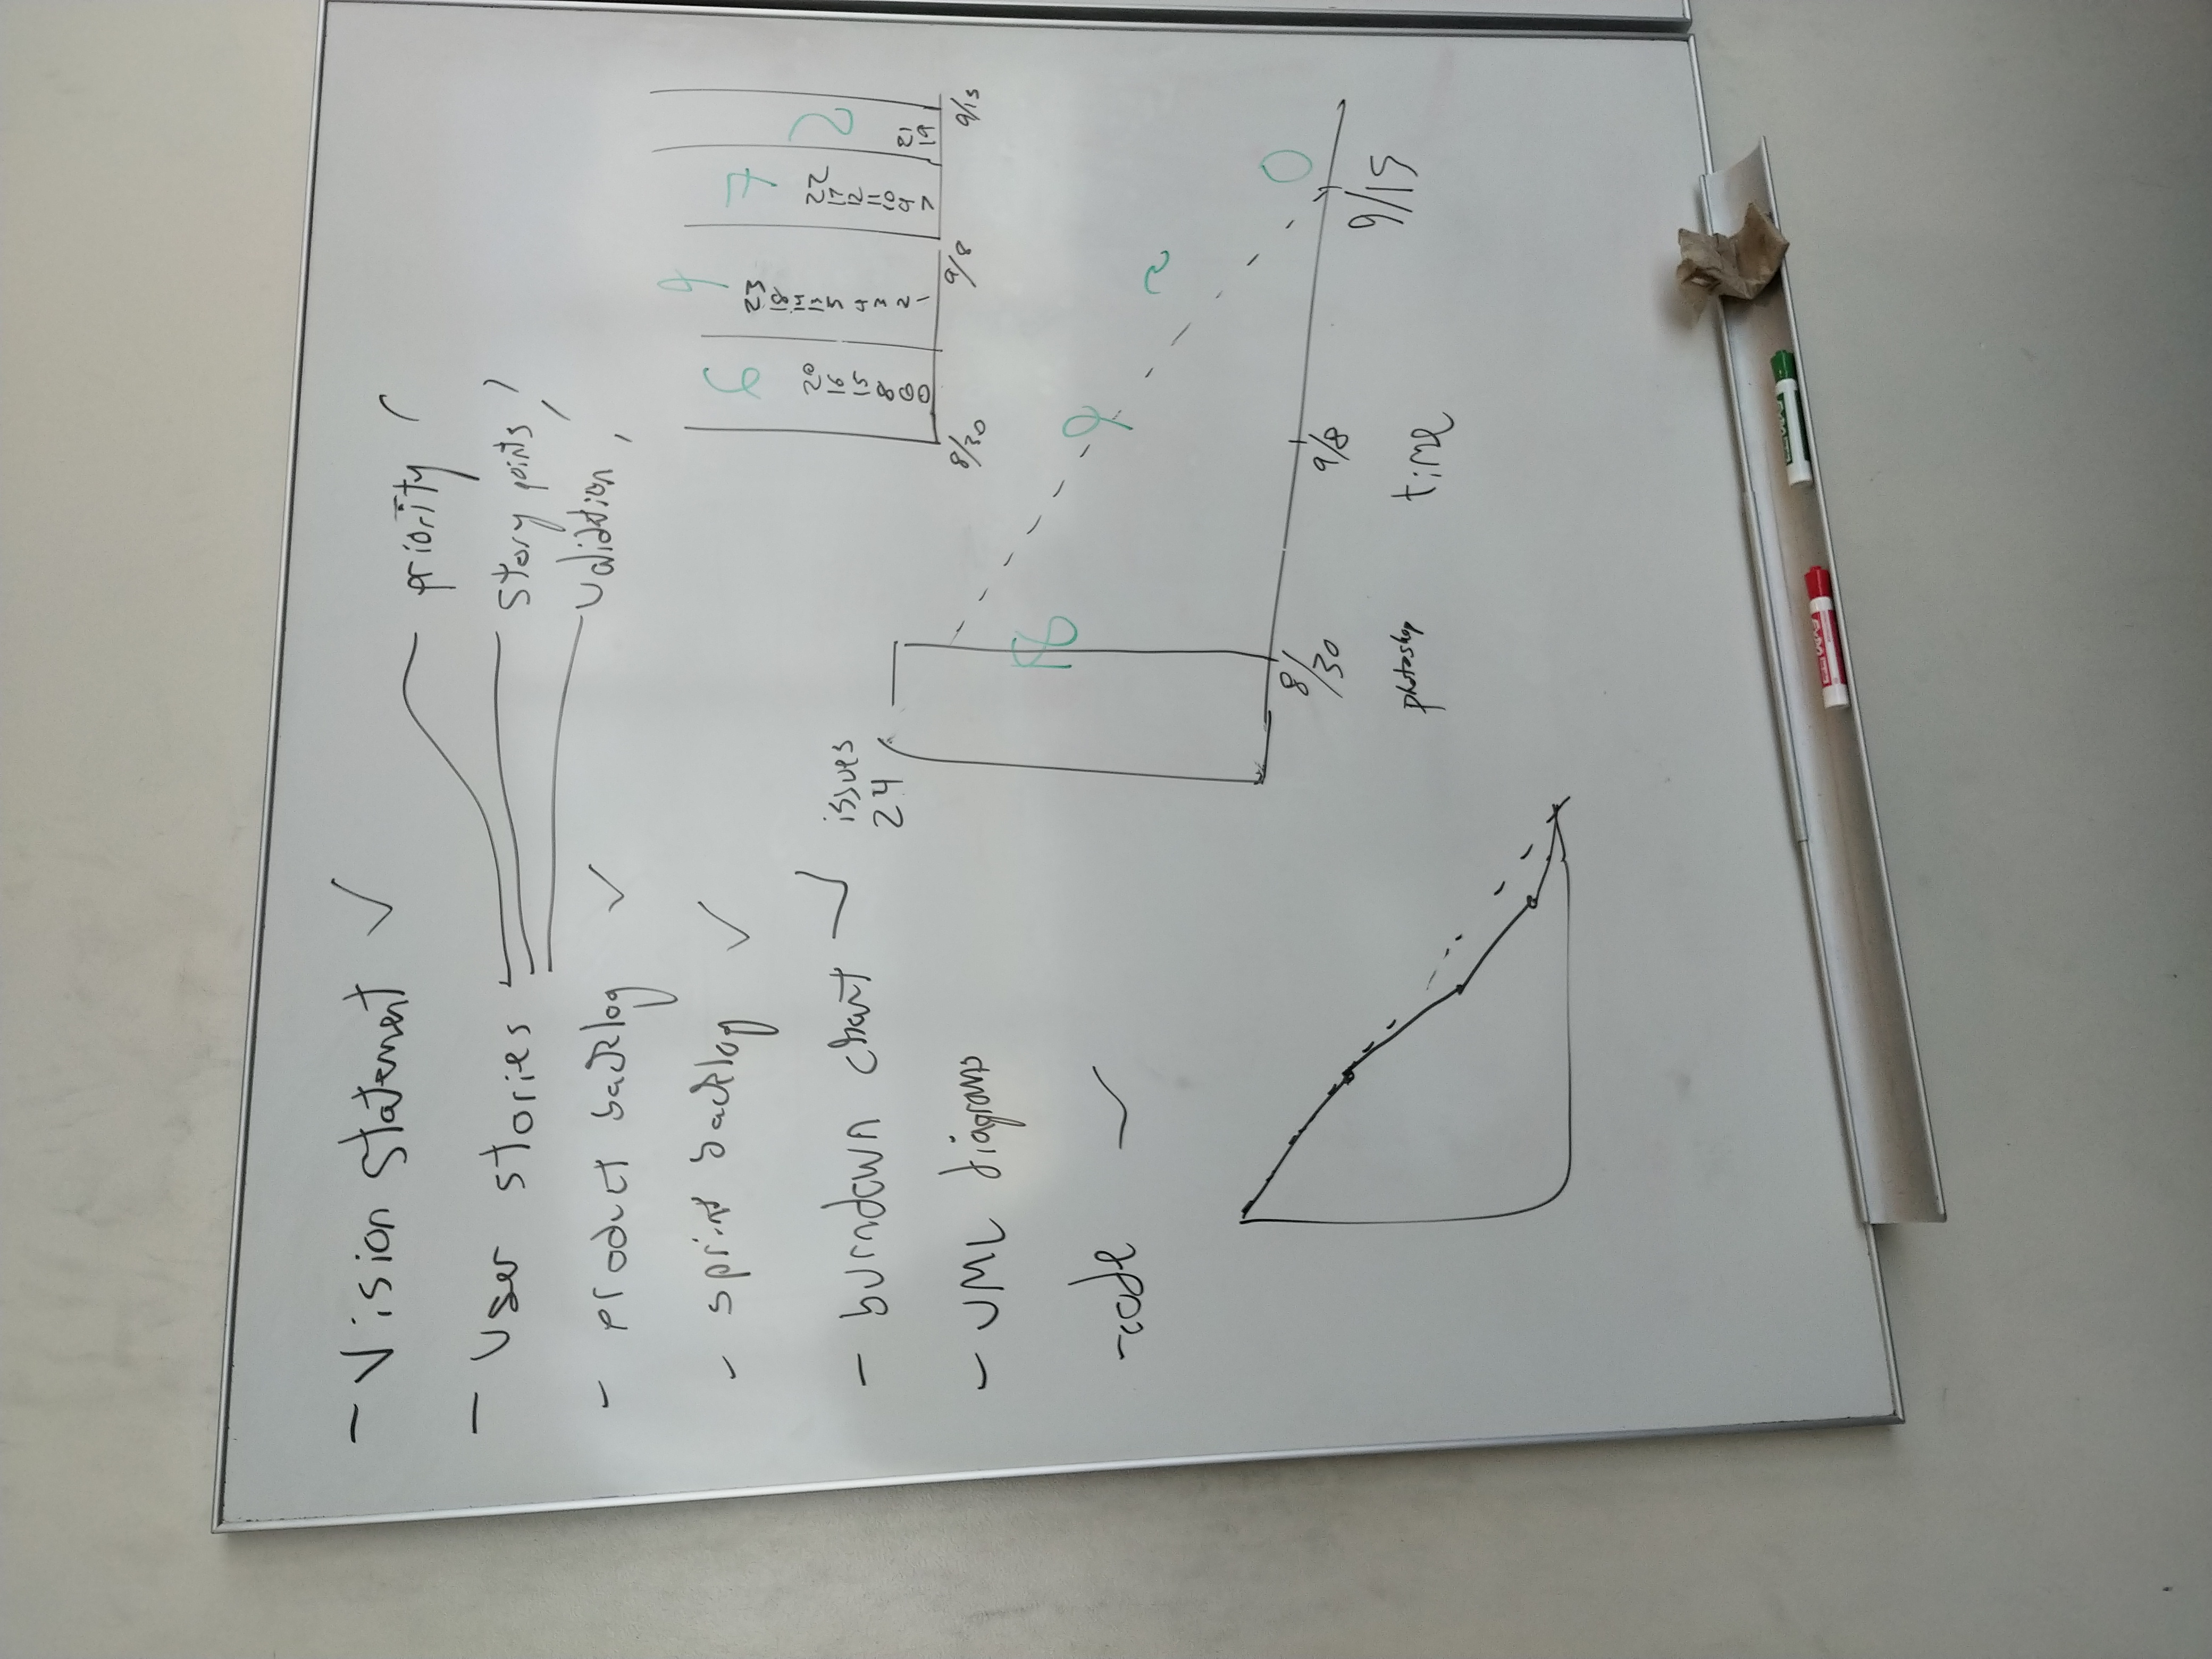 - Vision Statement ✓
- User stories
priority
story points
validation
- product backlog ✓
- sprint backlog ✓
- burndown chart ✓
- UML diagrams
- code ✓
6
20
16
15
8
6
0
9
23
18
5
4
3
2
1
7
22
17
12
11
10
9
7
2
21
19
8/30
9/8
9/15
issues
24
18
9
2
0
8/30
9/8
9/15
photoshop
time
EXPO
EXPO